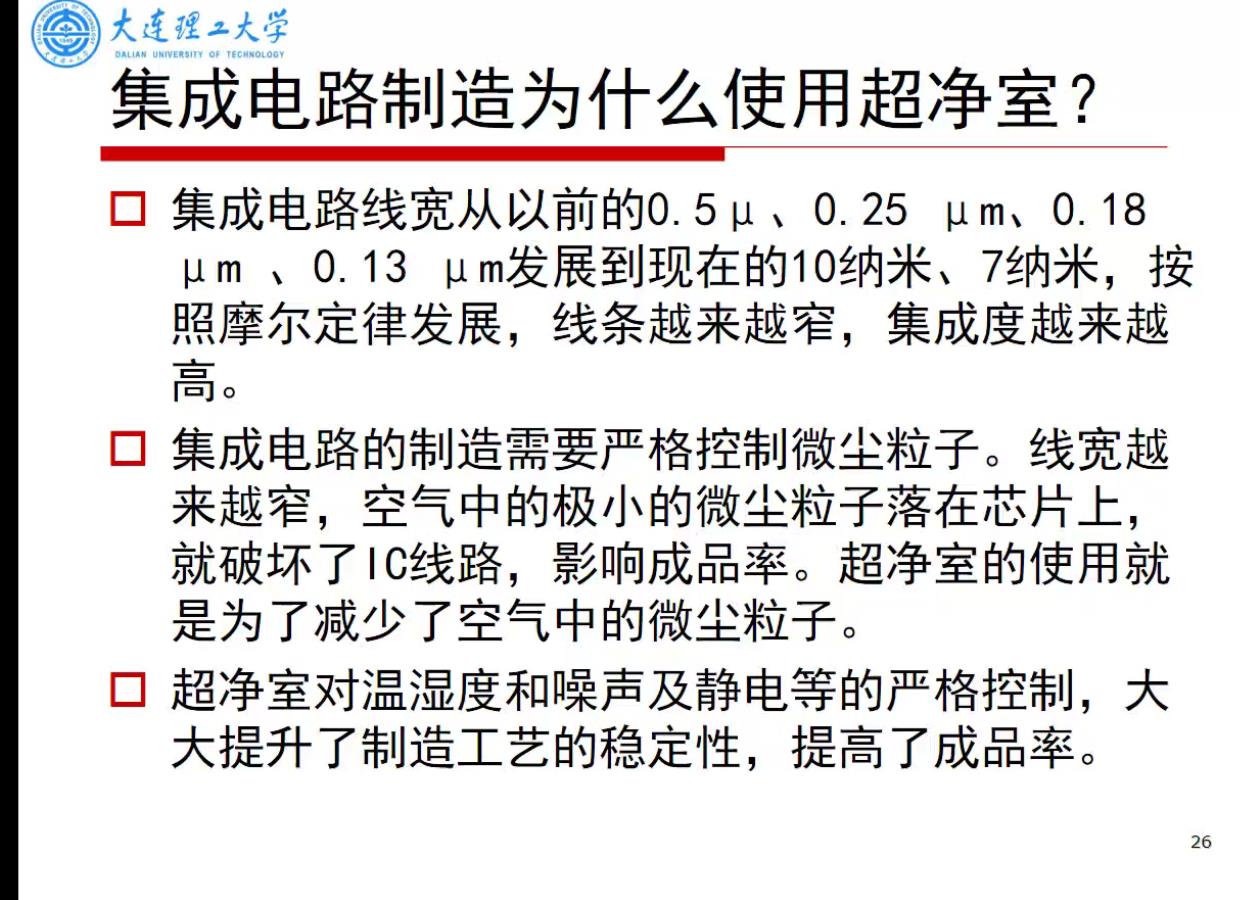 大连理工大学
DALIAN UNIVERSITY OF TECHNOLOGY
集成电路制造为什么使用超净室?
集成电路线宽从以前的0.5μ、0.25 μm、0.18
μm 、0.13 μm发展到现在的10纳米、7纳米，按
照摩尔定律发展，线条越来越窄，集成度越来越
高。
集成电路的制造需要严格控制微尘粒子。线宽越
来越窄，空气中的极小的微尘粒子落在芯片上，
就破坏了IC线路，影响成品率。超净室的使用就
是为了减少了空气中的微尘粒子。
超净室对温湿度和噪声及静电等的严格控制，大
大提升了制造工艺的稳定性，提高了成品率。
26